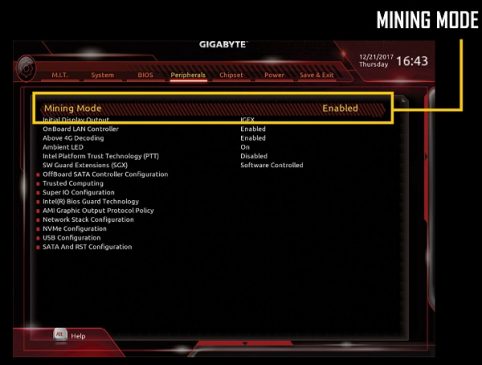 MINING MODE
GIGABYTE
12/21/2017 Thursday 16:43
M.I.T. System BIOS Peripherals Chipset Power Save & Exit
Mining Mode Enabled
Initial Display Output IGFX
OnBoard LAN Controller Enabled
Above 4G Decoding Enabled
Ambient LED On
Intel Platform Trust Technology (PTT) Disabled
SW Guard Extensions (SGX) Software Controlled
OffBoard SATA Controller Configuration
Trusted Computing
Super IO Configuration
Intel(R) Bios Guard Technology
AMI Graphic Output Protocol Policy
Network Stack Configuration
NVMe Configuration
USB Configuration
SATA And RST Configuration
Help